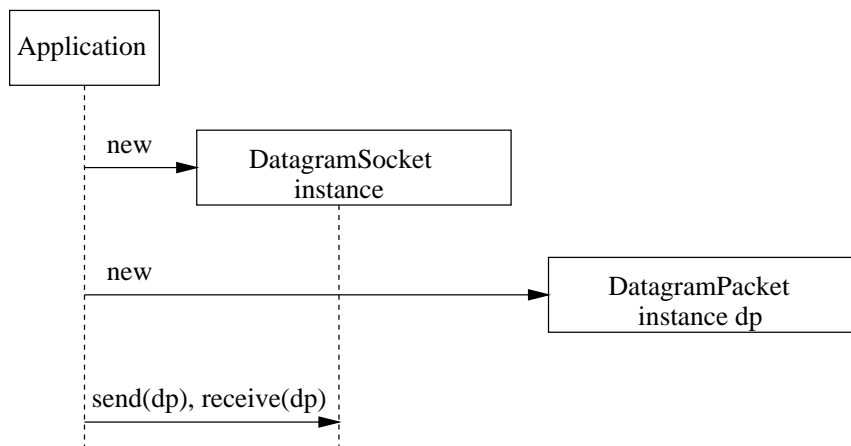 Application
new
DatagramSocket
instance
new
DatagramPacket
instance dp
send(dp), receive(dp)